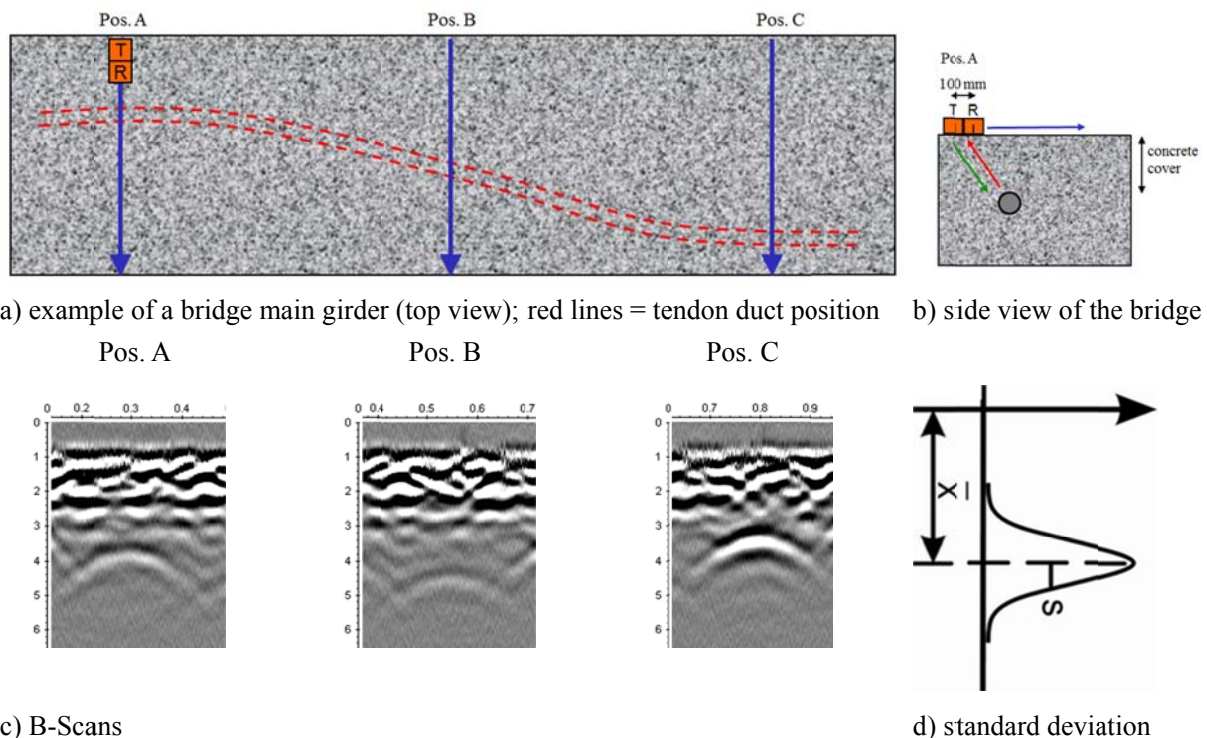 Pos. A Pos. B Pos. C
T
R
Pos. A
100 mm
T R
concrete
cover
a) example of a bridge main girder (top view); red lines = tendon duct position b) side view of the bridge
Pos. A Pos. B Pos. C
0 0.2 0.3 0.4
0
1
2
3
4
5
6
0 0.4 0.5 0.6 0.7
0
1
2
3
4
5
6
0 0.7 0.8 0.9
0
1
2
3
4
5
6
X
S
c) B-Scans d) standard deviation